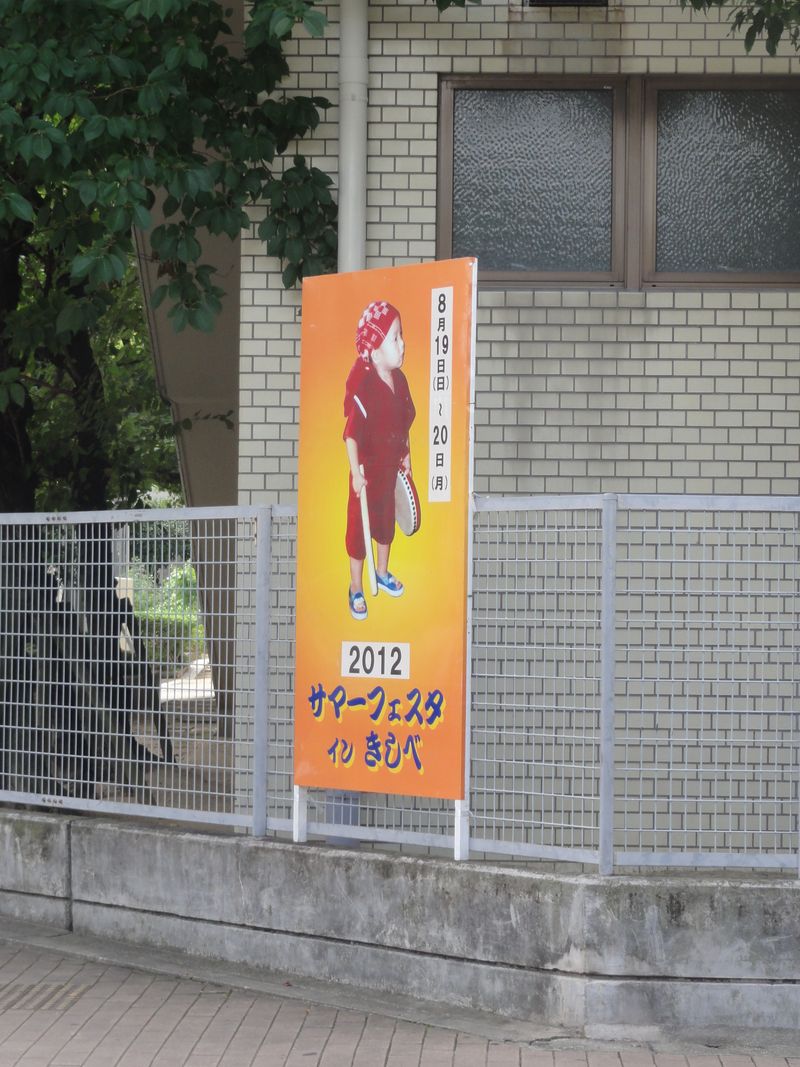 8月19日(日)～20日(月)
2012
サマーフェスタ
イン きしべ